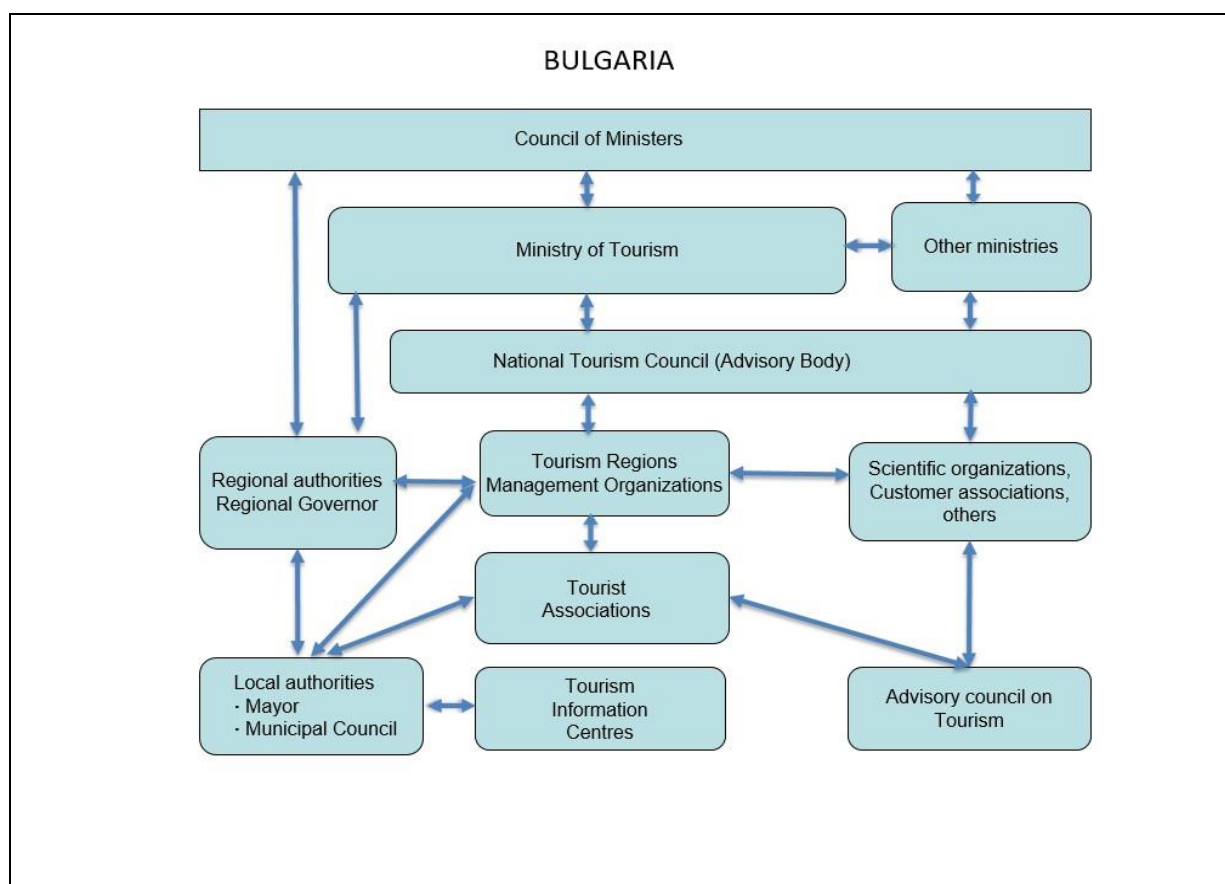 BULGARIA
Council of Ministers
Ministry of Tourism
Other ministries
National Tourism Council (Advisory Body)
Regional authorities
Regional Governor
Tourism Regions
Management Organizations
Scientific organizations,
Customer associations,
others
Tourist
Associations
Local authorities
- Mayor
- Municipal Council
Tourism
Information
Centres
Advisory council on
Tourism